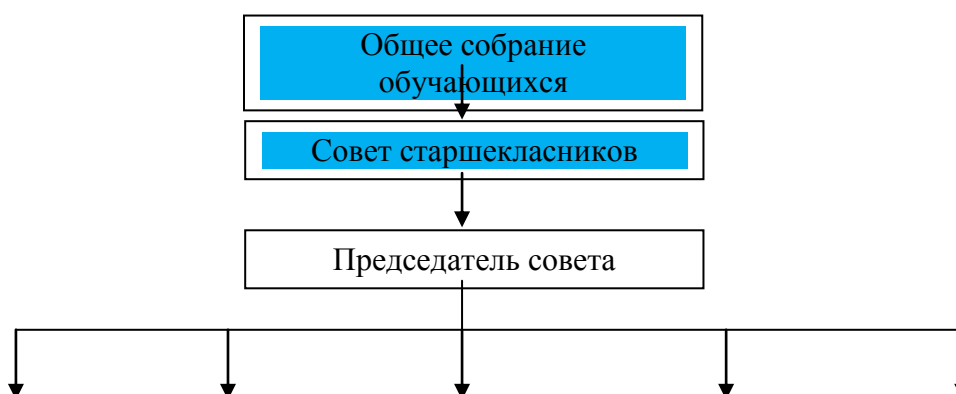 Общее собрание
обучающихся
Совет старшекласников
Председатель совета